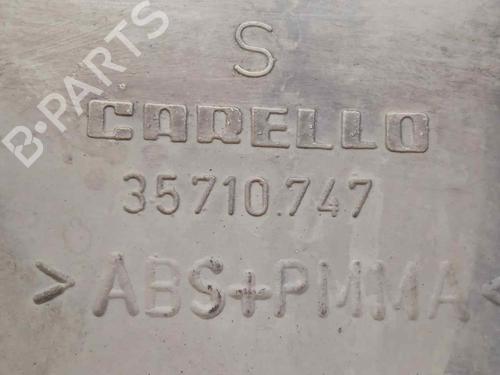 B-PARTS
S
CARELLO
35710.747
>ABS+PMMA<